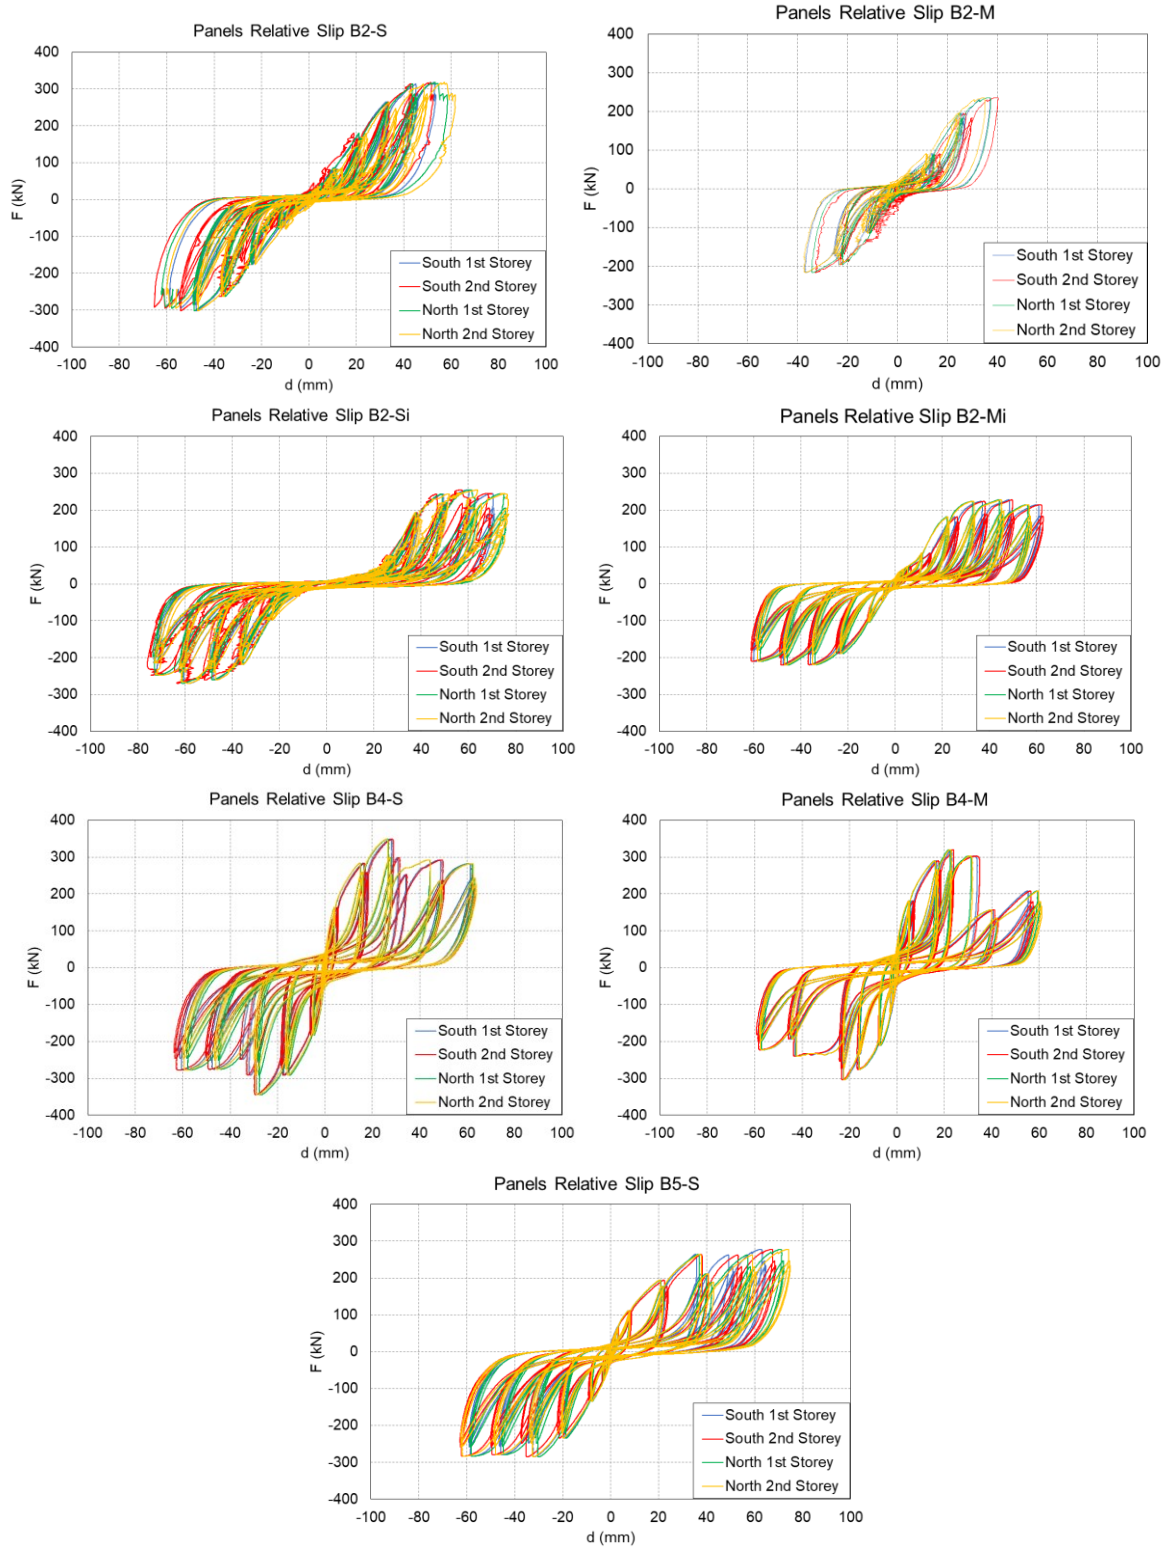 Panels Relative Slip B2-S
400
300
200
100
0
-100
-200
-300
-400
F (kN)
-100 -80 -60 -40 -20 0 20 40 60 80 100
d (mm)
South 1st Storey
South 2nd Storey
North 1st Storey
North 2nd Storey
Panels Relative Slip B2-M
400
300
200
100
0
-100
-200
-300
-400
F (kN)
-100 -80 -60 -40 -20 0 20 40 60 80 100
d (mm)
South 1st Storey
South 2nd Storey
North 1st Storey
North 2nd Storey
Panels Relative Slip B2-Si
400
300
200
100
0
-100
-200
-300
-400
F (kN)
-100 -80 -60 -40 -20 0 20 40 60 80 100
d (mm)
South 1st Storey
South 2nd Storey
North 1st Storey
North 2nd Storey
Panels Relative Slip B2-Mi
400
300
200
100
0
-100
-200
-300
-400
F (kN)
-100 -80 -60 -40 -20 0 20 40 60 80 100
d (mm)
South 1st Storey
South 2nd Storey
North 1st Storey
North 2nd Storey
Panels Relative Slip B4-S
400
300
200
100
0
-100
-200
-300
-400
F (kN)
-100 -80 -60 -40 -20 0 20 40 60 80 100
d (mm)
South 1st Storey
South 2nd Storey
North 1st Storey
North 2nd Storey
Panels Relative Slip B4-M
400
300
200
100
0
-100
-200
-300
-400
F (kN)
-100 -80 -60 -40 -20 0 20 40 60 80 100
d (mm)
South 1st Storey
South 2nd Storey
North 1st Storey
North 2nd Storey
Panels Relative Slip B5-S
400
300
200
100
0
-100
-200
-300
-400
F (kN)
-100 -80 -60 -40 -20 0 20 40 60 80 100
d (mm)
South 1st Storey
South 2nd Storey
North 1st Storey
North 2nd Storey